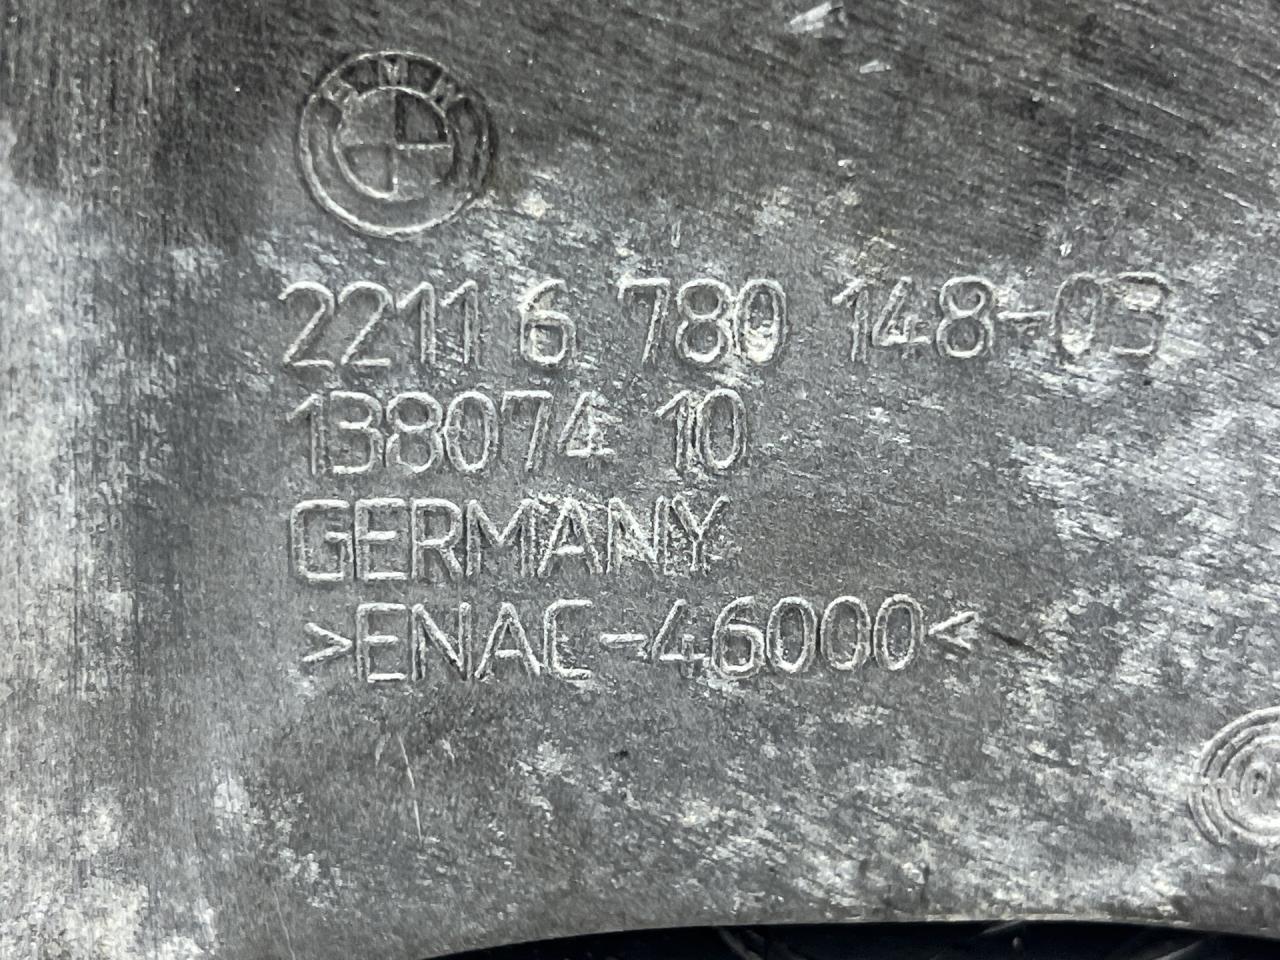 BMW
2211 6 780 148-03
138074 10
GERMANY
>ENAC-46000<